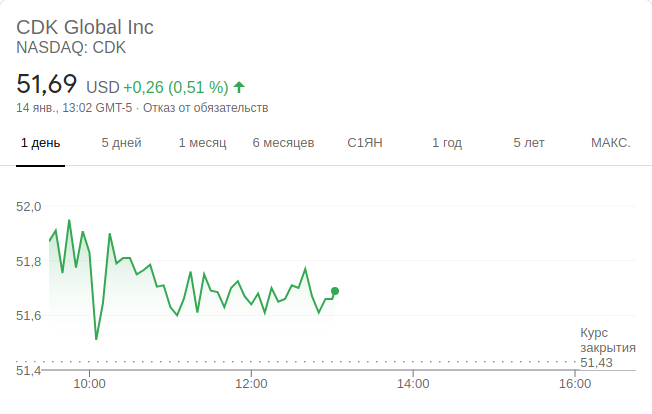 CDK Global Inc
NASDAQ: CDK
51,69 USD +0,26 (0,51 %)
14 янв., 13:02 GMT-5 · Отказ от обязательств
1 день 5 дней 1 месяц 6 месяцев С1ЯН 1 год 5 лет МАКС.
52,0
51,8
51,6
Курс
закрытия
51,43
51,4
10:00 12:00 14:00 16:00